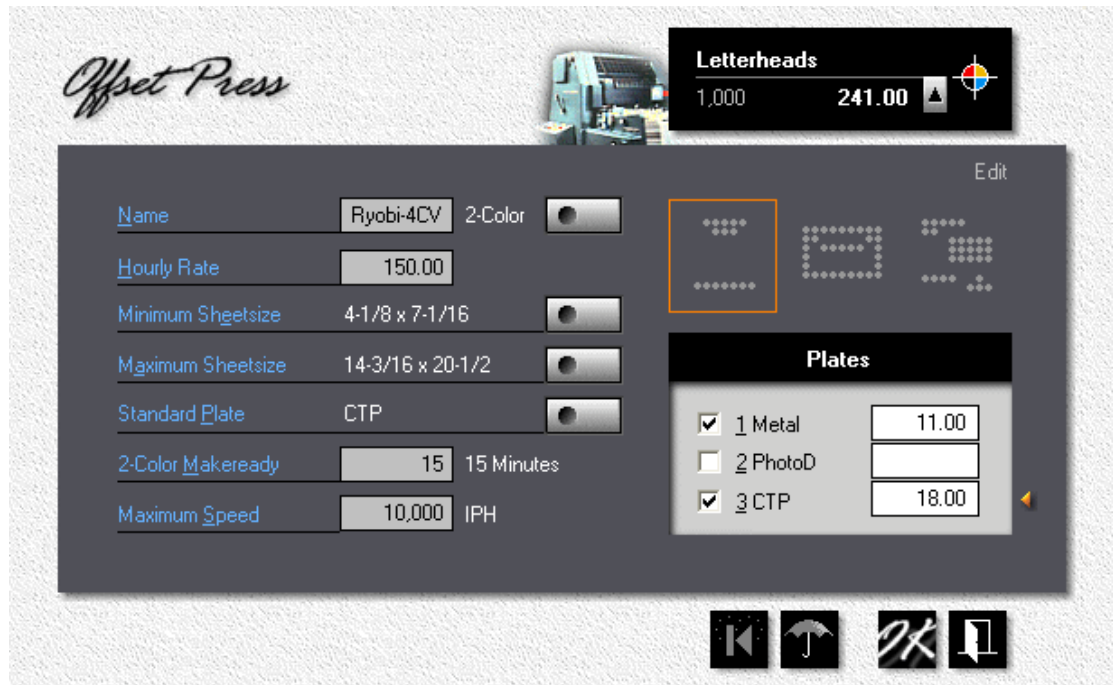 Offset Press
Letterheads
1,000 241.00
Edit
Name Ryobi-4CV 2-Color
Hourly Rate 150.00
Minimum Sheetsize 4-1/8 x 7-1/16
Maximum Sheetsize 14-3/16 x 20-1/2
Standard Plate CTP
2-Color Makeready 15 15 Minutes
Maximum Speed 10,000 IPH
Plates
1 Metal 11.00
2 PhotoD
3 CTP 18.00
OK